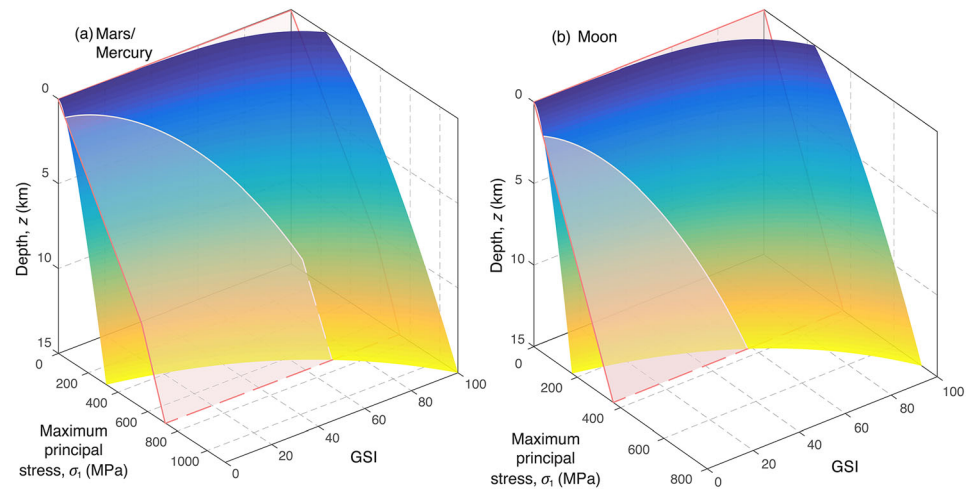 (a) Mars/
Mercury
0
5
10
15
Depth, z (km)
0
200
400
600
800
1000
Maximum
principal
stress, σ₁ (MPa)
0
20
40
60
80
100
GSI
(b) Moon
0
5
10
15
Depth, z (km)
0
200
400
600
800
Maximum
principal
stress, σ₁ (MPa)
0
20
40
60
80
100
GSI